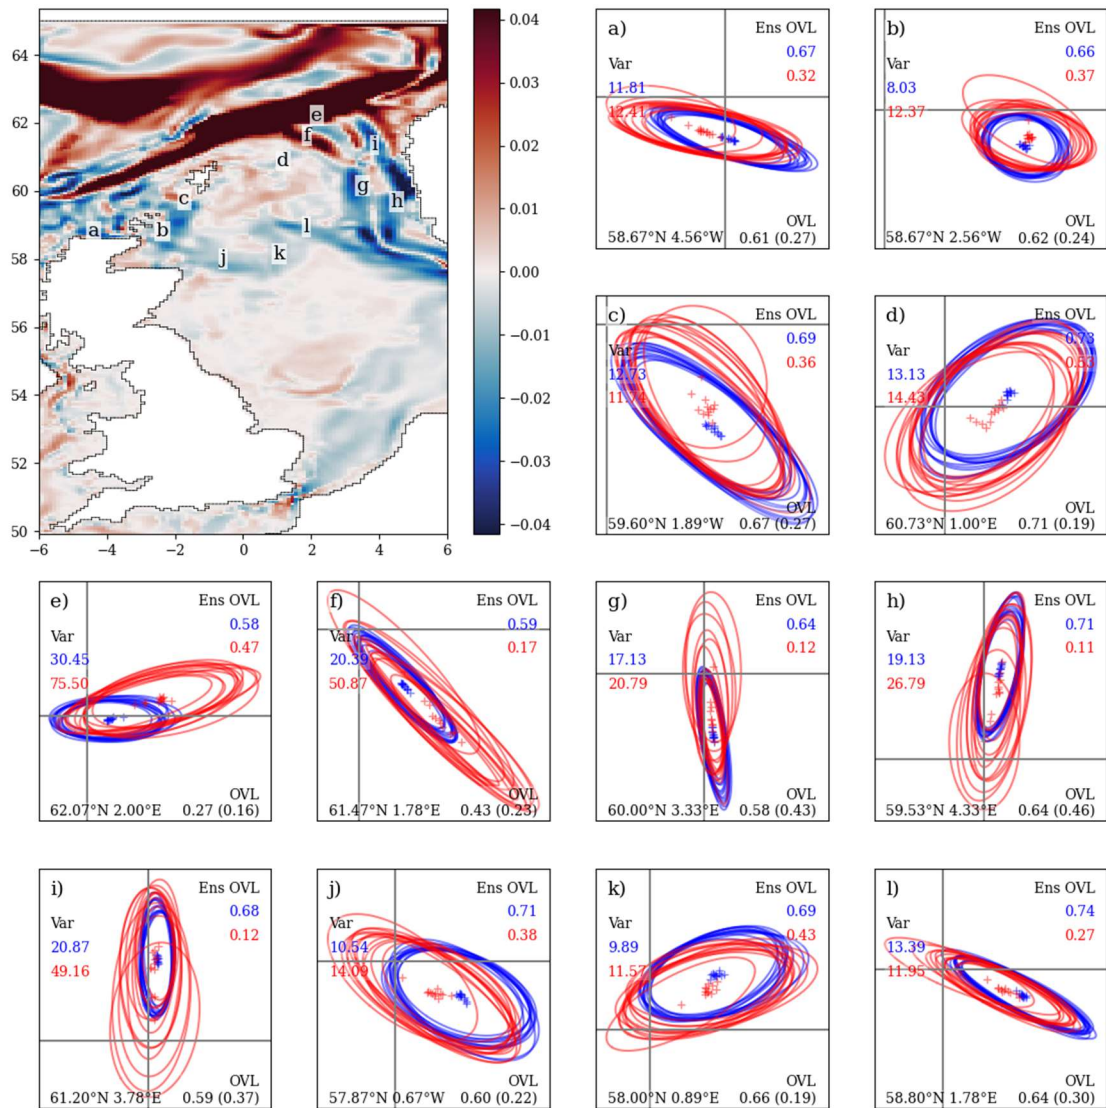 64
62
60
58
56
54
52
50
−6
−4
−2
0
2
4
6
a
b
c
d
e
f
g
h
i
j
k
l
0.04
0.03
0.02
0.01
0.00
−0.01
−0.02
−0.03
−0.04
a)
Ens OVL
0.67
0.32
Var
11.81
12.41
OVL
58.67°N 4.56°W 0.61 (0.27)
b)
Ens OVL
0.66
0.37
Var
8.03
12.37
OVL
58.67°N 2.56°W 0.62 (0.24)
c)
Ens OVL
0.69
0.36
Var
12.73
11.74
OVL
59.60°N 1.89°W 0.67 (0.27)
d)
Ens OVL
0.73
0.53
Var
13.13
14.43
OVL
60.73°N 1.00°E 0.71 (0.19)
e)
Ens OVL
0.58
0.47
Var
30.45
75.50
OVL
62.07°N 2.00°E 0.27 (0.16)
f)
Ens OVL
0.59
0.17
Var
20.39
50.87
OVL
61.47°N 1.78°E 0.43 (0.23)
g)
Ens OVL
0.64
0.12
Var
17.13
20.79
OVL
60.00°N 3.33°E 0.58 (0.43)
h)
Ens OVL
0.71
0.11
Var
19.13
26.79
OVL
59.53°N 4.33°E 0.64 (0.46)
i)
Ens OVL
0.68
0.12
Var
20.87
49.16
OVL
61.20°N 3.78°E 0.59 (0.37)
j)
Ens OVL
0.71
0.38
Var
10.54
14.09
OVL
57.87°N 0.67°W 0.60 (0.22)
k)
Ens OVL
0.69
0.43
Var
9.89
11.57
OVL
58.00°N 0.89°E 0.66 (0.19)
l)
Ens OVL
0.74
0.27
Var
13.39
11.95
OVL
58.80°N 1.78°E 0.64 (0.30)